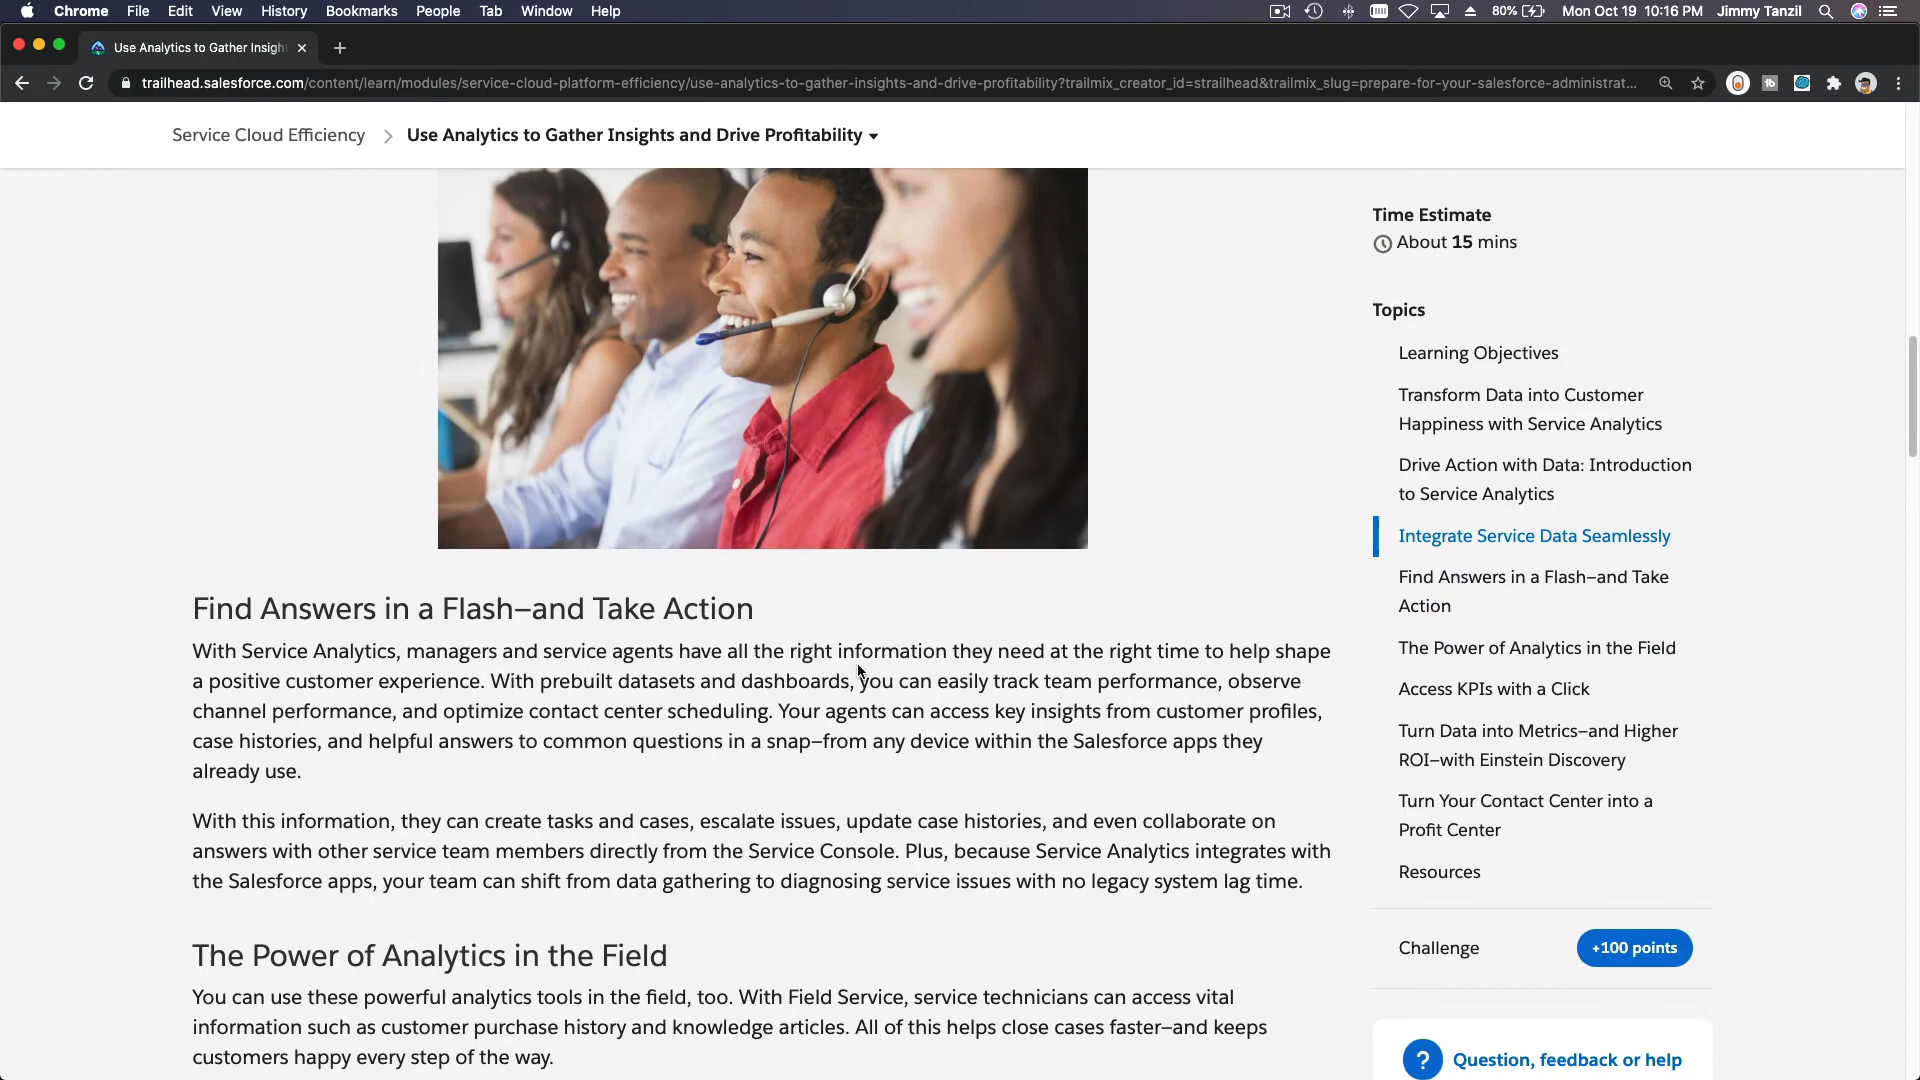 Chrome File Edit View History Bookmarks People Tab Window Help 80% Mon Oct 19 10:16 PM Jimmy Tanzil
Use Analytics to Gather Insigh
trailhead.salesforce.com/content/learn/modules/service-cloud-platform-efficiency/use-analytics-to-gather-insights-and-drive-profitability?trailmix_creator_id=strailhead&trailmix_slug=prepare-for-your-salesforce-administrat...
Service Cloud Efficiency Use Analytics to Gather Insights and Drive Profitability
Find Answers in a Flash—and Take Action
With Service Analytics, managers and service agents have all the right information they need at the right time to help shape
a positive customer experience. With prebuilt datasets and dashboards, you can easily track team performance, observe
channel performance, and optimize contact center scheduling. Your agents can access key insights from customer profiles,
case histories, and helpful answers to common questions in a snap—from any device within the Salesforce apps they
already use.
With this information, they can create tasks and cases, escalate issues, update case histories, and even collaborate on
answers with other service team members directly from the Service Console. Plus, because Service Analytics integrates with
the Salesforce apps, your team can shift from data gathering to diagnosing service issues with no legacy system lag time.
The Power of Analytics in the Field
You can use these powerful analytics tools in the field, too. With Field Service, service technicians can access vital
information such as customer purchase history and knowledge articles. All of this helps close cases faster—and keeps
customers happy every step of the way.
Time Estimate
About 15 mins
Topics
Learning Objectives
Transform Data into Customer
Happiness with Service Analytics
Drive Action with Data: Introduction
to Service Analytics
Integrate Service Data Seamlessly
Find Answers in a Flash—and Take
Action
The Power of Analytics in the Field
Access KPIs with a Click
Turn Data into Metrics—and Higher
ROI—with Einstein Discovery
Turn Your Contact Center into a
Profit Center
Resources
Challenge +100 points
? Question, feedback or help